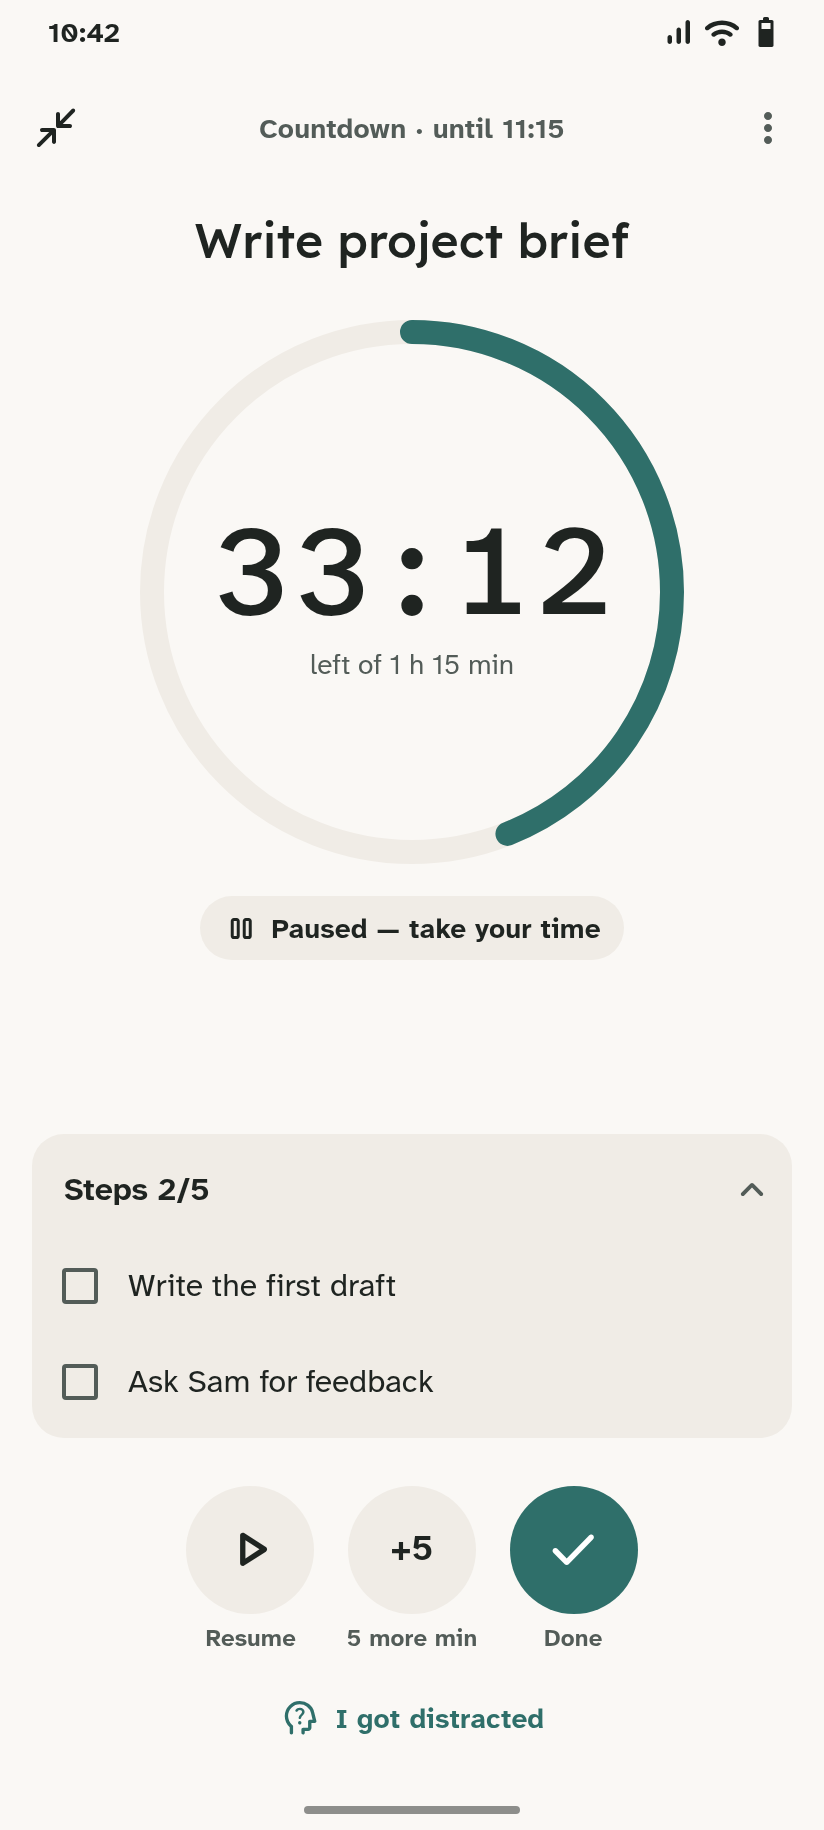 10:42
Countdown · until 11:15
Write project brief
33:12
left of 1 h 15 min
Paused — take your time
Steps 2/5
Write the first draft
Ask Sam for feedback
+5
Resume
5 more min
Done
I got distracted